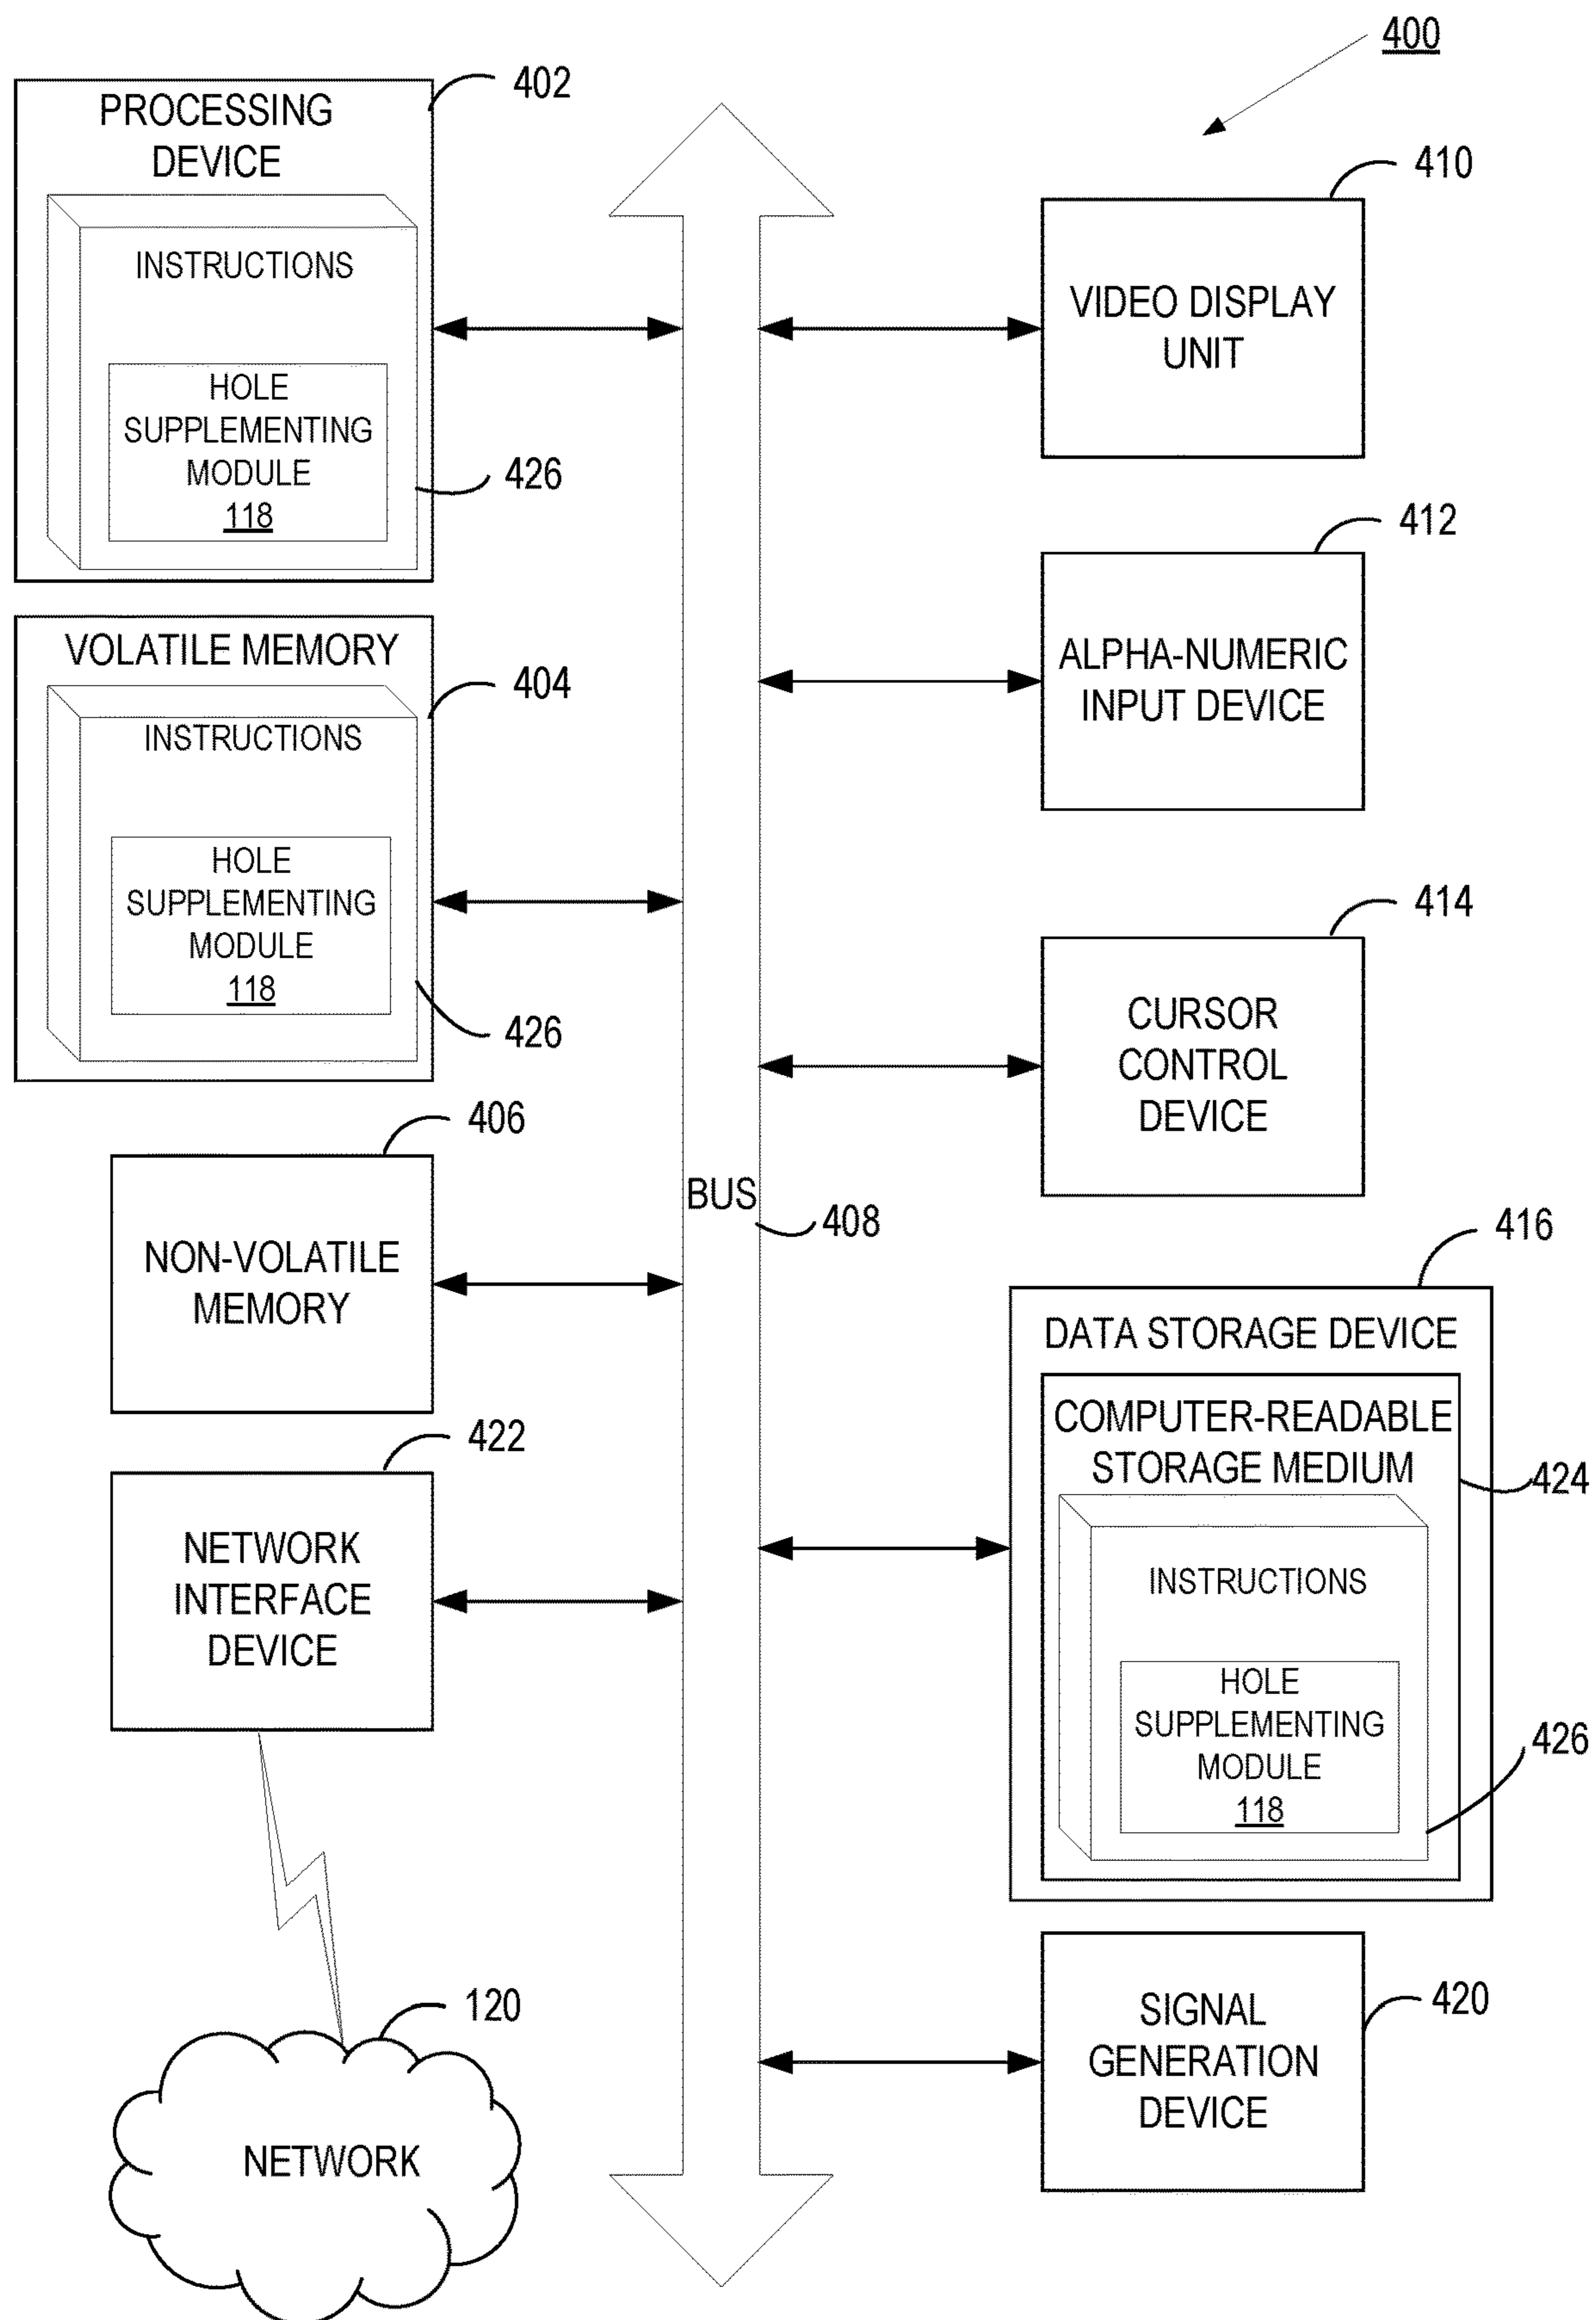 400
402
PROCESSING
DEVICE
INSTRUCTIONS
HOLE
SUPPLEMENTING
MODULE
118
426
VOLATILE MEMORY
404
INSTRUCTIONS
HOLE
SUPPLEMENTING
MODULE
118
426
406
NON-VOLATILE
MEMORY
422
NETWORK
INTERFACE
DEVICE
120
NETWORK
BUS
408
410
VIDEO DISPLAY
UNIT
412
ALPHA-NUMERIC
INPUT DEVICE
414
CURSOR
CONTROL
DEVICE
416
DATA STORAGE DEVICE
COMPUTER-READABLE
STORAGE MEDIUM
424
INSTRUCTIONS
HOLE
SUPPLEMENTING
MODULE
118
426
SIGNAL
GENERATION
DEVICE
420